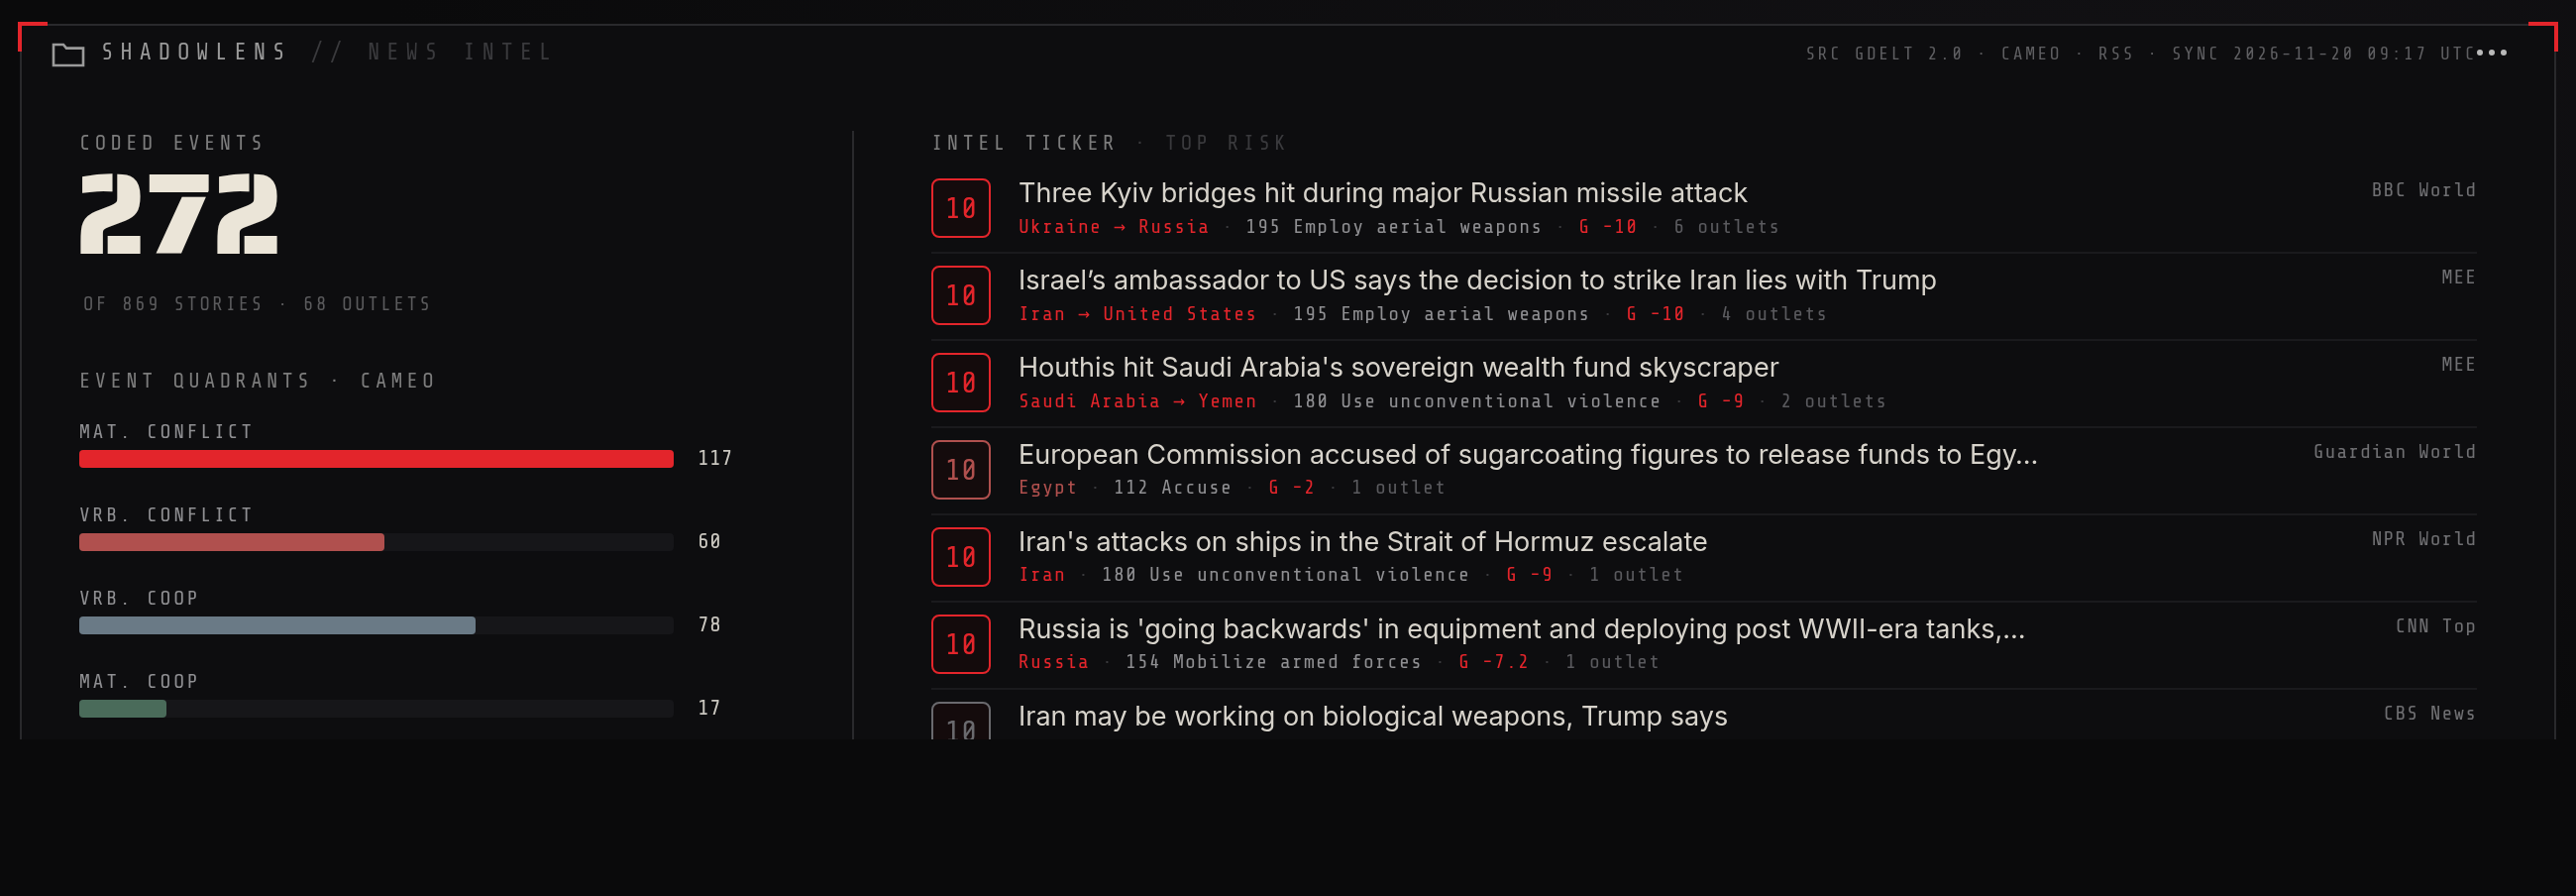 SHADOWLENS // NEWS INTEL
SRC GDELT 2.0 · CAMEO · RSS · SYNC 2026-11-20 09:17 UTC•••
CODED EVENTS
272
OF 869 STORIES · 68 OUTLETS
EVENT QUADRANTS · CAMEO
MAT. CONFLICT
117
VRB. CONFLICT
60
VRB. COOP
78
MAT. COOP
17
INTEL TICKER · TOP RISK
10 Three Kyiv bridges hit during major Russian missile attack BBC World
Ukraine → Russia · 195 Employ aerial weapons · G -10 · 6 outlets
10 Israel’s ambassador to US says the decision to strike Iran lies with Trump MEE
Iran → United States · 195 Employ aerial weapons · G -10 · 4 outlets
10 Houthis hit Saudi Arabia's sovereign wealth fund skyscraper MEE
Saudi Arabia → Yemen · 180 Use unconventional violence · G -9 · 2 outlets
10 European Commission accused of sugarcoating figures to release funds to Egy... Guardian World
Egypt · 112 Accuse · G -2 · 1 outlet
10 Iran's attacks on ships in the Strait of Hormuz escalate NPR World
Iran · 180 Use unconventional violence · G -9 · 1 outlet
10 Russia is 'going backwards' in equipment and deploying post WWII-era tanks,... CNN Top
Russia · 154 Mobilize armed forces · G -7.2 · 1 outlet
10 Iran may be working on biological weapons, Trump says CBS News